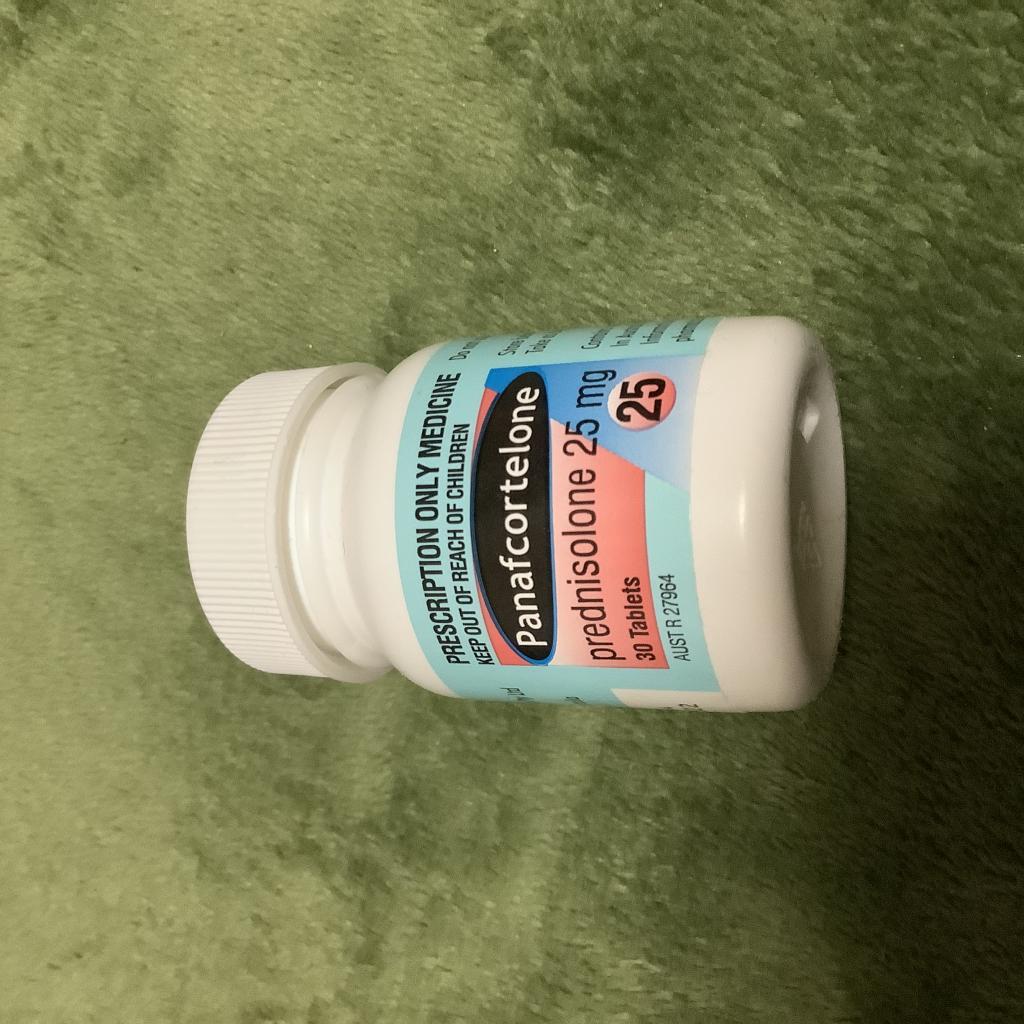 PRESCRIPTION ONLY MEDICINE
KEEP OUT OF REACH OF CHILDREN
Panafcortelone
prednisolone 25 mg
25
30 Tablets
AUST R 27964